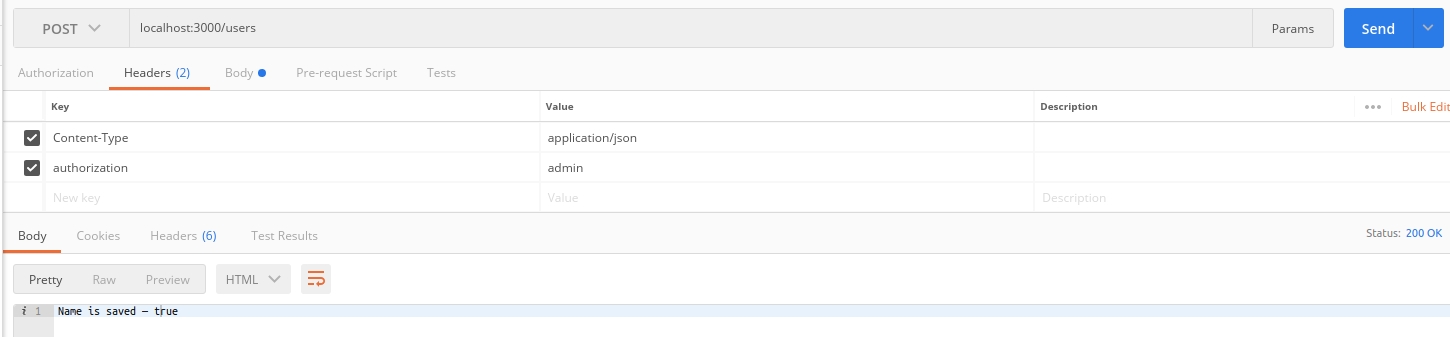 POST localhost:3000/users Params Send
Authorization Headers (2) Body Pre-request Script Tests
Key Value Description ••• Bulk Edit
Content-Type application/json
authorization admin
New key Value Description
Body Cookies Headers (6) Test Results Status: 200 OK
Pretty Raw Preview HTML
i 1 Name is saved – true